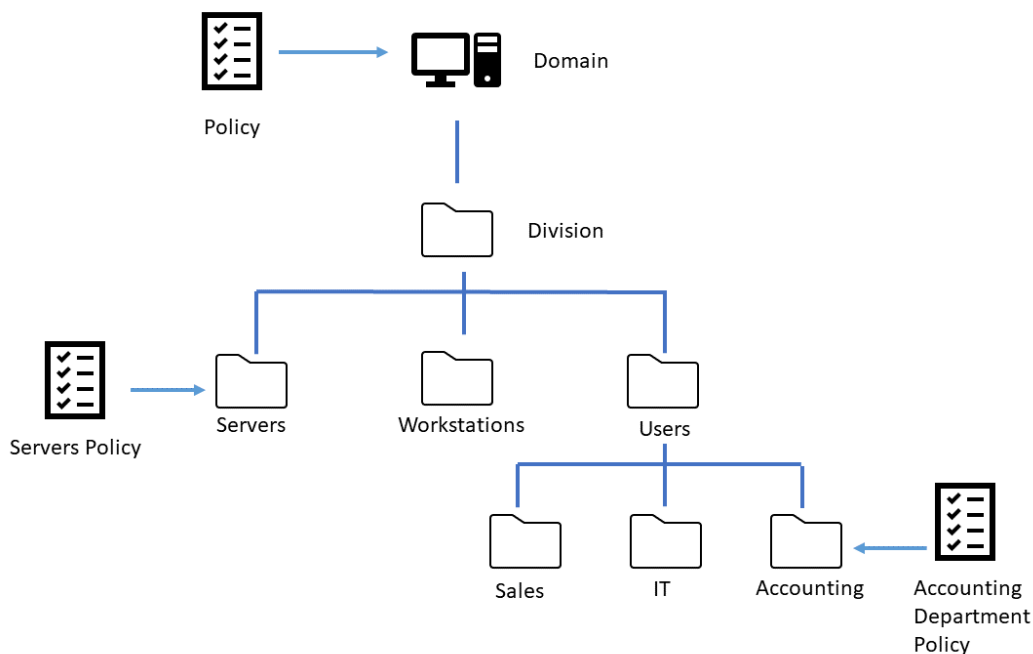 Domain
Policy
Division
Servers
Workstations
Users
Servers Policy
Sales
IT
Accounting
Accounting
Department
Policy